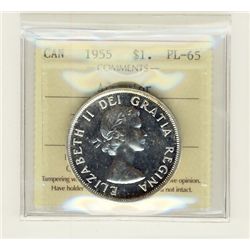 CAN 1955 $1. PL-65
COMMENTS
ELIZABETH II DEI GRATIA REGINA
Tampering w
opinion.
Have holder
not intact.